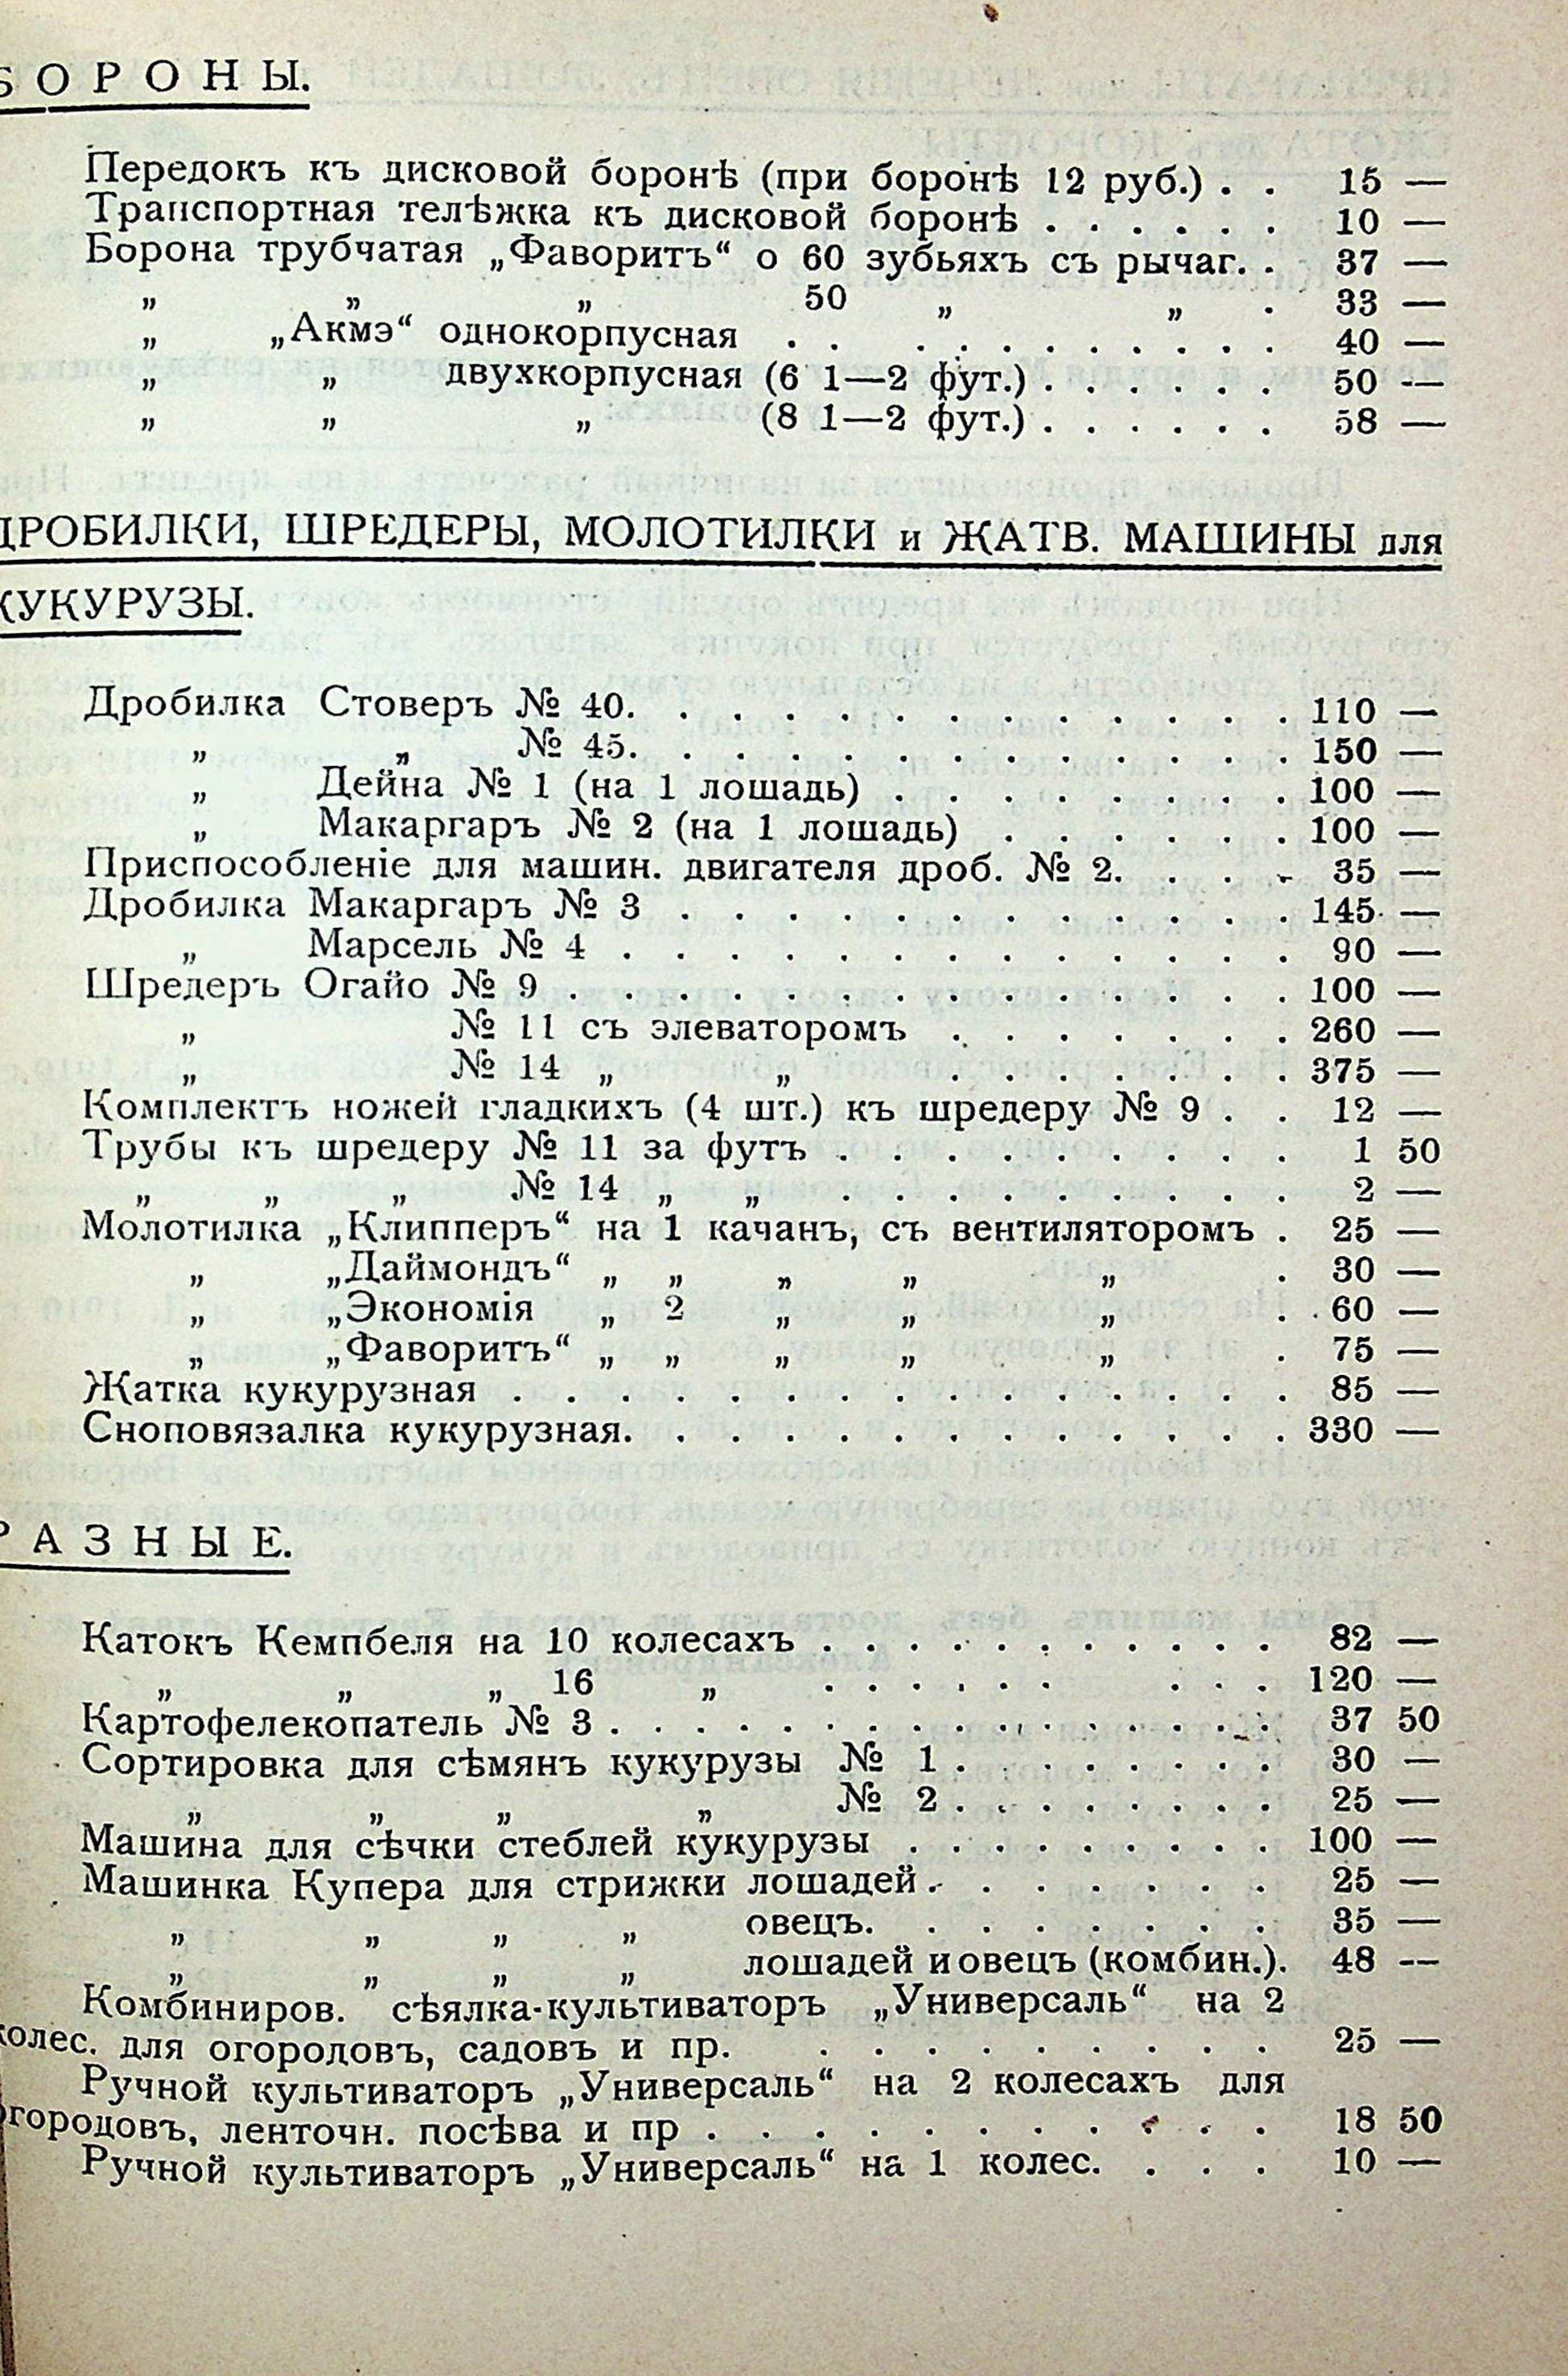 БОРОНЫ.
Передокъ къ дисковой боронѣ (при боронѣ 12 руб.) . . 15 —
Транспортная телѣжка къ дисковой боронѣ . . . . . . 10 —
Борона трубчатая „Фаворитъ“ о 60 зубьяхъ съ рычаг. . 37 —
„ „ „ 50 „ „ . 33 —
„ „Акмэ“ однокорпусная . . . . . . . . . . . 40 —
„ „ двухкорпусная (6 1—2 фут.) . . . . . . 50 —
„ „ „ (8 1—2 фут.) . . . . . . 58 —
ДРОБИЛКИ, ШРЕДЕРЫ, МОЛОТИЛКИ и ЖАТВ. МАШИНЫ для
КУКУРУЗЫ.
Дробилка Стоверъ № 40. . . . . . . . . . . . . 110 —
„ „ № 45. . . . . . . . . . . . . 150 —
„ Дейна № 1 (на 1 лошадь) . . . . . . . . 100 —
„ Макаргаръ № 2 (на 1 лошадь) . . . . . . 100 —
Приспособленіе для машин. двигателя дроб. № 2. . . . 35 —
Дробилка Макаргаръ № 3 . . . . . . . . . . . . 145 —
„ Марсель № 4 . . . . . . . . . . . . . 90 —
Шредеръ Огайо № 9 . . . . . . . . . . . . . . 100 —
„ № 11 съ элеваторомъ . . . . . . . 260 —
„ № 14 „ „ . . . . . . . 375 —
Комплектъ ножей гладкихъ (4 шт.) къ шредеру № 9 . . 12 —
Трубы къ шредеру № 11 за футъ . . . . . . . . . 1 50
„ „ „ № 14 „ „ . . . . . . . . . 2 —
Молотилка „Клипперъ“ на 1 качанъ, съ вентиляторомъ . 25 —
„ „Даймондъ“ „ „ „ „ „ . 30 —
„ „Экономія „ 2 „ „ „ . 60 —
„ „Фаворитъ“ „ „ „ „ „ . 75 —
Жатка кукурузная . . . . . . . . . . . . . . . 85 —
Сноповязалка кукурузная. . . . . . . . . . . . . 330 —
РАЗНЫЕ.
Катокъ Кемпбеля на 10 колесахъ . . . . . . . . . . . 82 —
„ „ „ 16 „ . . . . . . . . . 120 —
Картофелекопатель № 3 . . . . . . . . . . . . . . . . 37 50
Сортировка для сѣмянъ кукурузы № 1 . . . . . . . . 30 —
„ „ „ „ № 2 . . . . . . . . 25 —
Машина для сѣчки стеблей кукурузы . . . . . . . . . 100 —
Машинка Купера для стрижки лошадей . . . . . . . 25 —
„ „ „ „ овецъ. . . . . . . . 35 —
„ „ „ „ лошадей и овецъ (комбин.). 48 —
Комбиниров. сѣялка-культиваторъ „Универсаль“ на 2
колес. для огородовъ, садовъ и пр. . . . . . . . . . 25 —
Ручной культиваторъ „Универсаль“ на 2 колесахъ для
огородовъ, ленточн. посѣва и пр . . . . . . . . . . . 18 50
Ручной культиваторъ „Универсаль“ на 1 колес. . . . 10 —